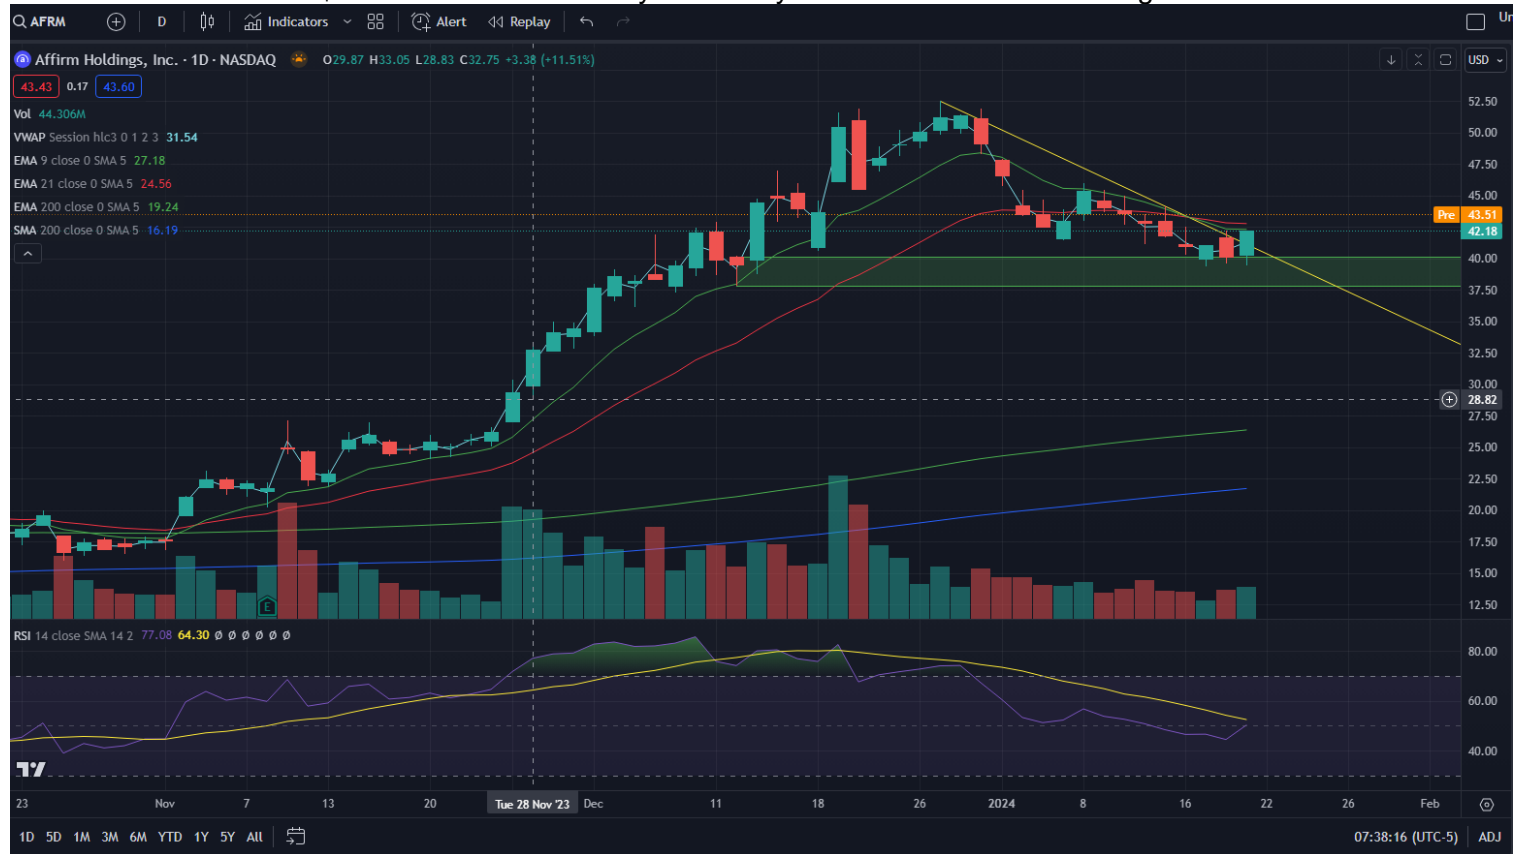 AFRM D Indicators Alert Replay
Affirm Holdings, Inc. · 1D · NASDAQ O29.87 H33.05 L28.83 C32.75 +3.38 (+11.51%) USD
43.43 0.17 43.60
Vol 44.306M
VWAP Session hlc3 0 1 2 3 31.54
EMA 9 close 0 SMA 5 27.18
EMA 21 close 0 SMA 5 24.56
EMA 200 close 0 SMA 5 19.24
SMA 200 close 0 SMA 5 16.19
52.50
50.00
47.50
45.00
Pre 43.51
42.18
40.00
37.50
35.00
32.50
30.00
28.82
27.50
25.00
22.50
20.00
17.50
15.00
12.50
E
RSI 14 close SMA 14 2 77.08 64.30 Ø Ø Ø Ø Ø Ø
80.00
60.00
40.00
23 Nov 7 13 20 Tue 28 Nov '23 Dec 11 18 26 2024 8 16 22 26 Feb
1D 5D 1M 3M 6M YTD 1Y 5Y All 07:38:16 (UTC-5) ADJ